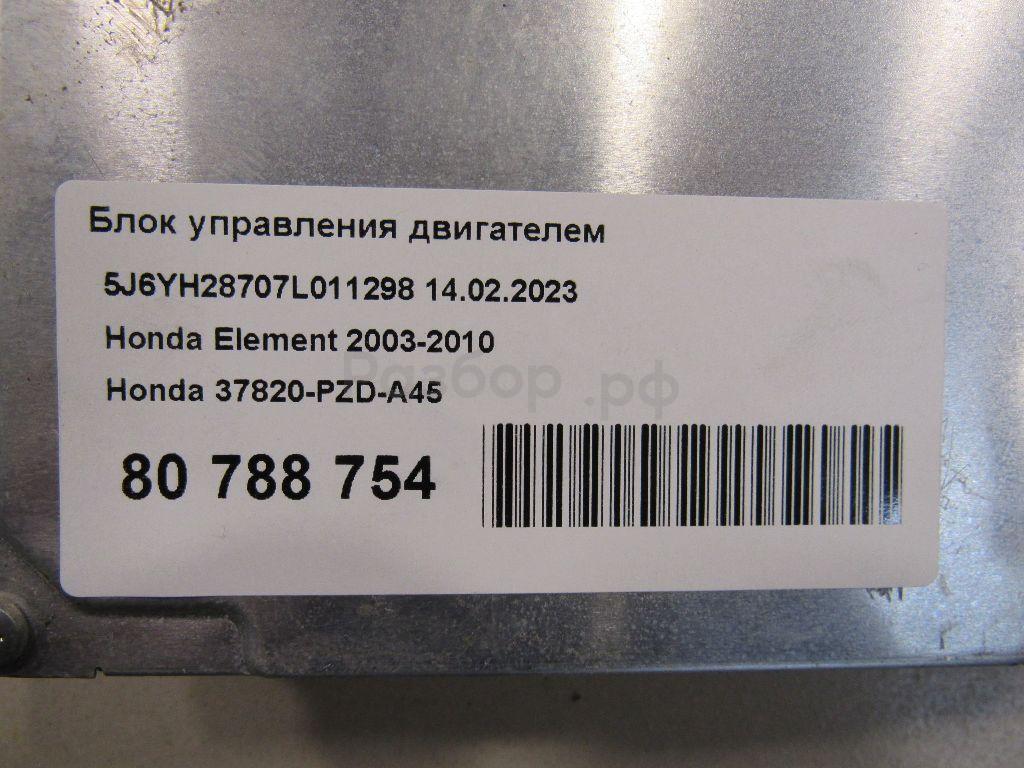 Блок управления двигателем
5J6YH28707L011298 14.02.2023
Honda Element 2003-2010
Honda 37820-PZD-A45
Разбор.рф
80 788 754